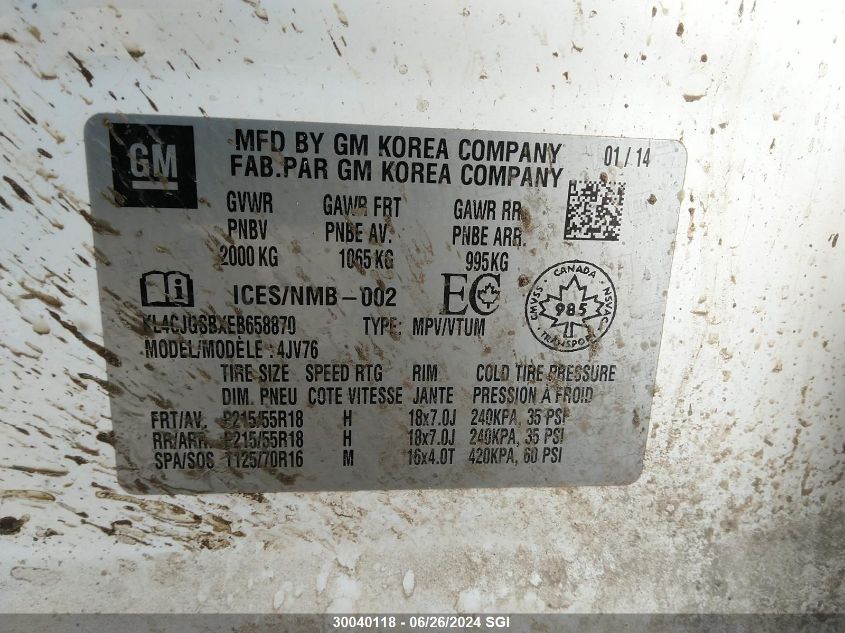 GM
MFD BY GM KOREA COMPANY 01/14
FAB.PAR GM KOREA COMPANY
GVWR GAWR FRT GAWR RR
PNBV PNBE AV. PNBE ARR.
2000 KG 1065 KG 995KG
ICES/NMB-002 EC
CANADA CMVSS NSVAC 985 TRANSPORT
KL4CJGSBXEB658870 TYPE: MPV/VTUM
MODEL/MODÈLE : 4JV76
TIRE SIZE SPEED RTG RIM COLD TIRE PRESSURE
DIM. PNEU COTE VITESSE JANTE PRESSION À FROID
FRT/AV. P215/55R18 H 18x7.0J 240KPA, 35 PSI
RR/ARR. P215/55R18 H 18x7.0J 240KPA, 35 PSI
SPA/SOS T125/70R16 M 16x4.0T 420KPA, 60 PSI
30040118 - 06/26/2024 SGI